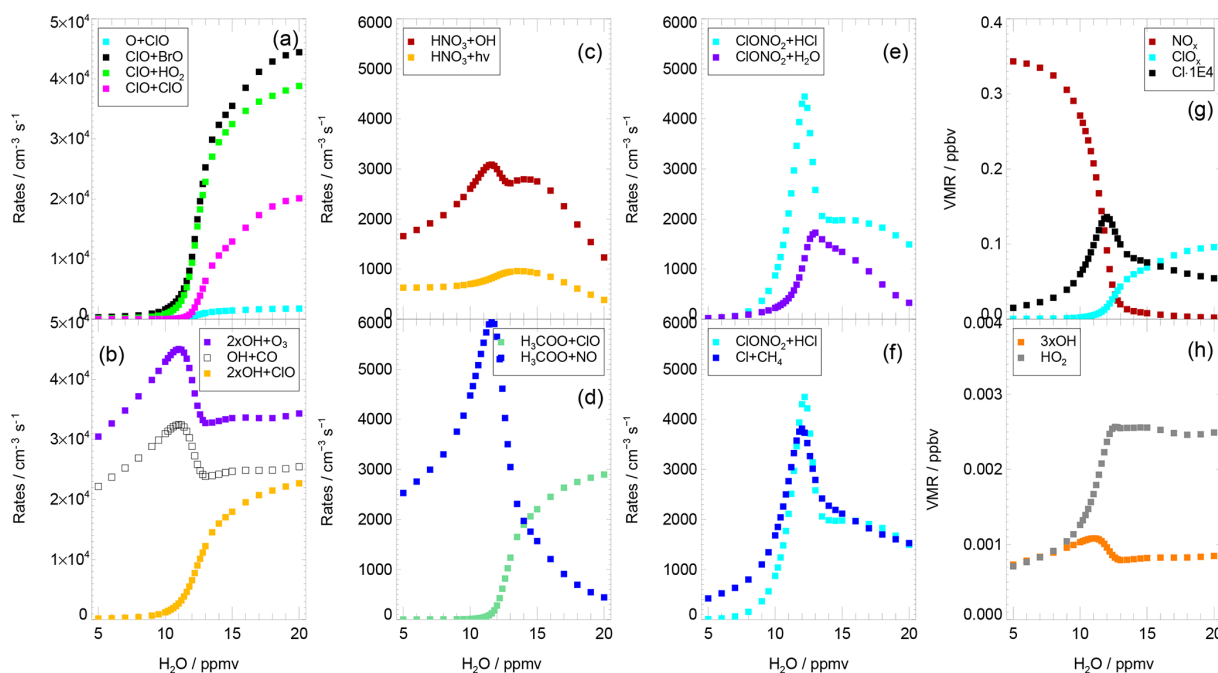 (a)
O+ClO
ClO+BrO
ClO+HO₂
ClO+ClO
5×10⁴
4×10⁴
3×10⁴
2×10⁴
1×10⁴
0
Rates / cm⁻³ s⁻¹
(b)
2xOH+O₃
OH+CO
2xOH+ClO
5×10⁴
4×10⁴
3×10⁴
2×10⁴
1×10⁴
0
Rates / cm⁻³ s⁻¹
5 10 15 20
H₂O / ppmv
(c)
HNO₃+OH
HNO₃+hv
6000
5000
4000
3000
2000
1000
0
Rates / cm⁻³ s⁻¹
(d)
H₃COO+ClO
H₃COO+NO
6000
5000
4000
3000
2000
1000
0
Rates / cm⁻³ s⁻¹
5 10 15 20
H₂O / ppmv
(e)
ClONO₂+HCl
ClONO₂+H₂O
6000
5000
4000
3000
2000
1000
0
Rates / cm⁻³ s⁻¹
(f)
ClONO₂+HCl
Cl+CH₄
6000
5000
4000
3000
2000
1000
0
Rates / cm⁻³ s⁻¹
5 10 15 20
H₂O / ppmv
(g)
NOₓ
ClOₓ
Cl·1E4
0.4
0.3
0.2
0.1
0.0
VMR / ppbv
(h)
3xOH
HO₂
0.004
0.003
0.002
0.001
0.000
VMR / ppbv
5 10 15 20
H₂O / ppmv